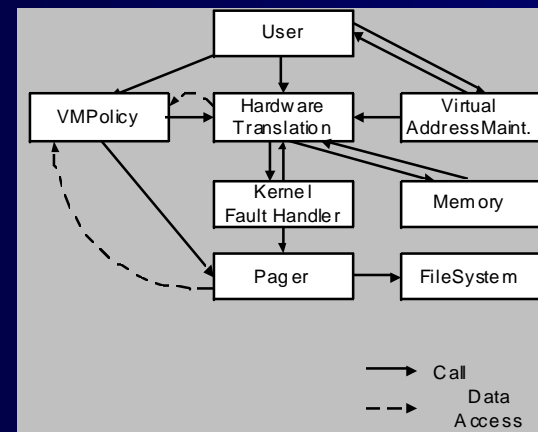 User
VMPolicy
Hardware
Translation
Virtual
AddressMaint.
Kernel
Fault Handler
Memory
Pager
FileSystem
Call
Data
Access